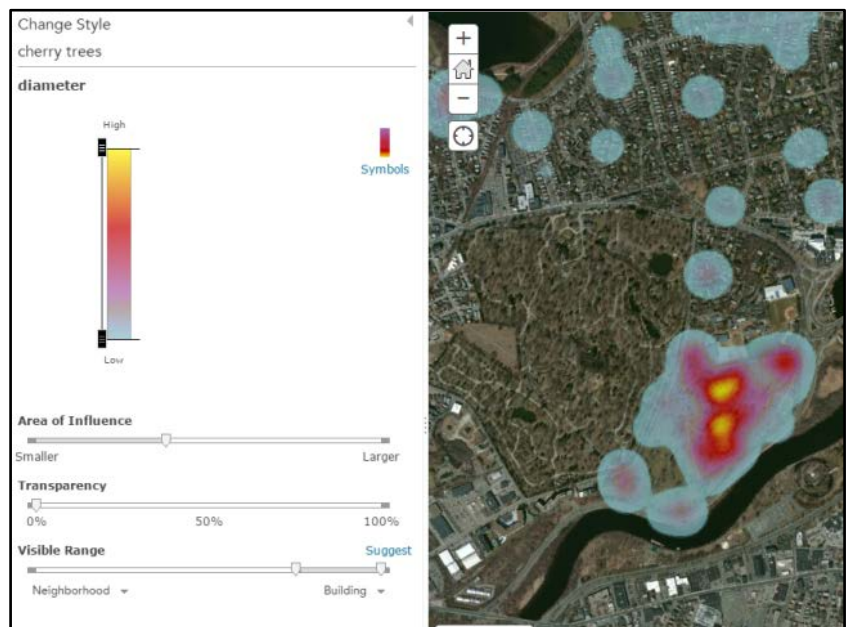 Change Style
cherry trees
diameter
High
Symbols
Low
Area of Influence
Smaller Larger
Transparency
0% 50% 100%
Visible Range Suggest
Neighborhood Building